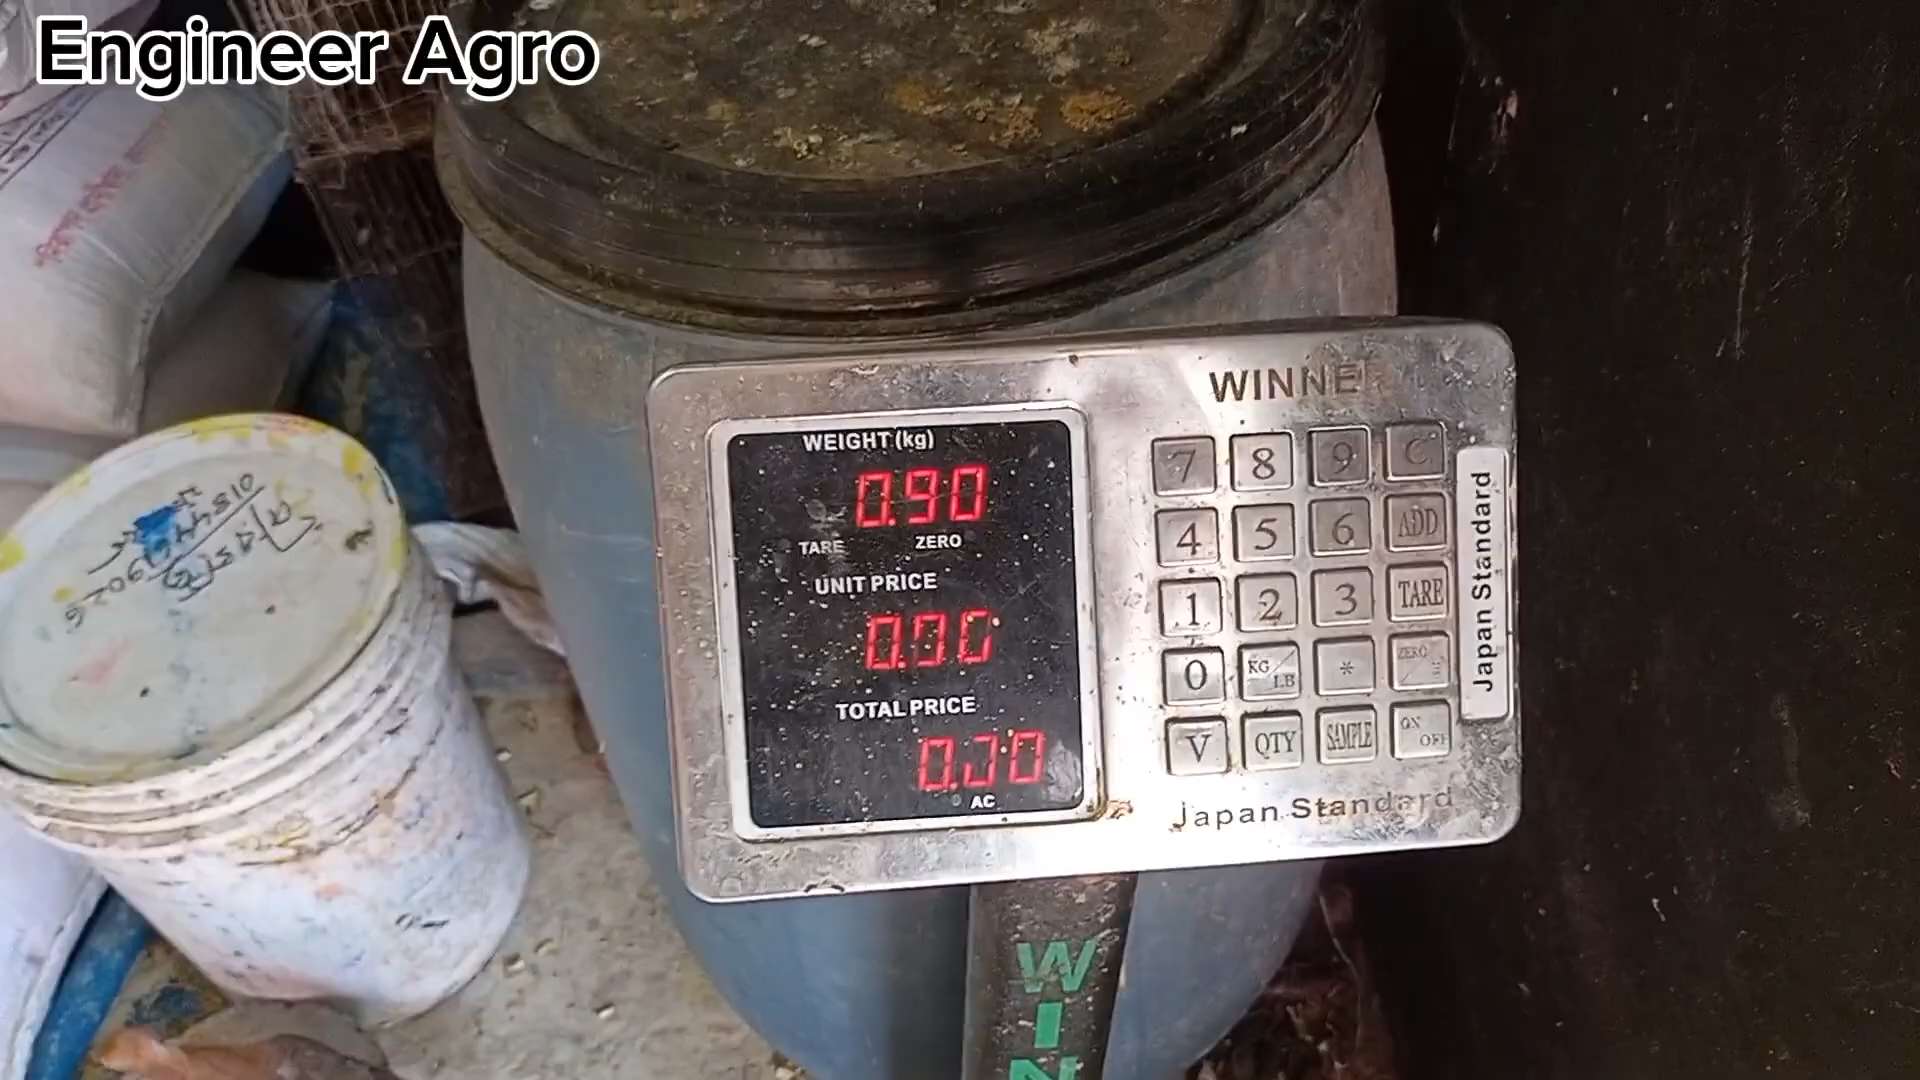 Engineer Agro
WINNE
WEIGHT (kg)
0.90
TARE ZERO
UNIT PRICE
0.00
TOTAL PRICE
0.00
AC
7 8 9 C
4 5 6 ADD
1 2 3 TARE
0 KG/LB * ZERO
V QTY SAMPLE ON OFF
Japan Standard
Japan Standard
WIN